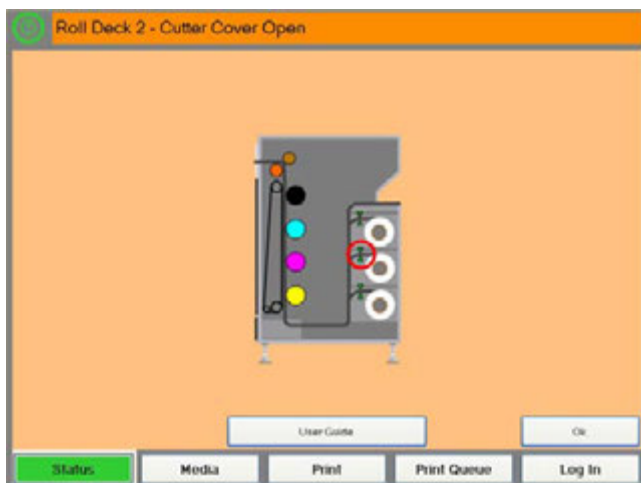 Roll Deck 2 - Cutter Cover Open
User Guide
Ok
Status
Media
Print
Print Queue
Log In